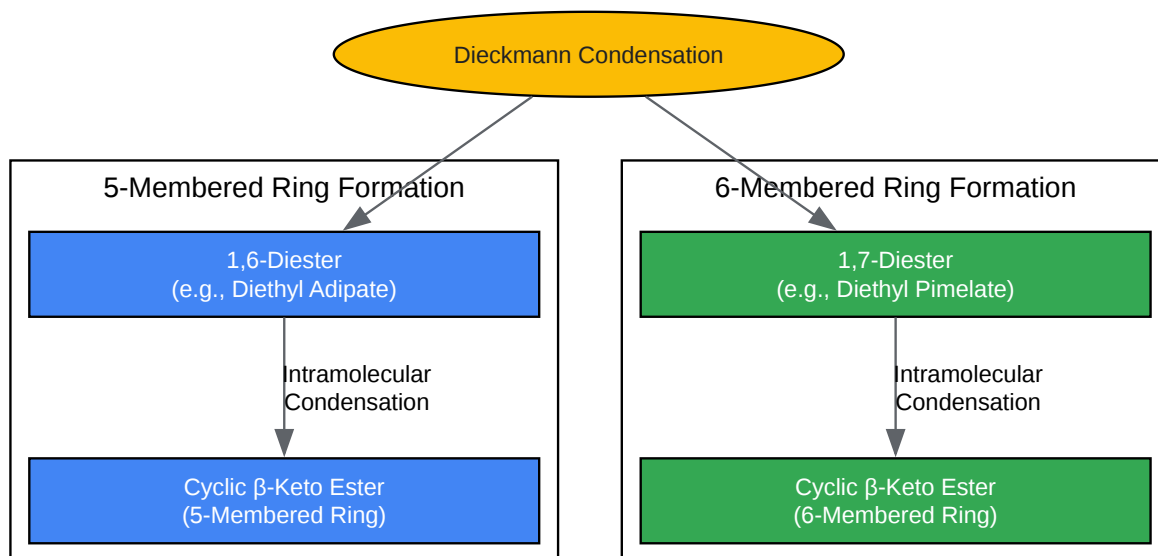 Dieckmann Condensation
5-Membered Ring Formation
1,6-Diester
(e.g., Diethyl Adipate)
Intramolecular
Condensation
Cyclic β-Keto Ester
(5-Membered Ring)
6-Membered Ring Formation
1,7-Diester
(e.g., Diethyl Pimelate)
Intramolecular
Condensation
Cyclic β-Keto Ester
(6-Membered Ring)